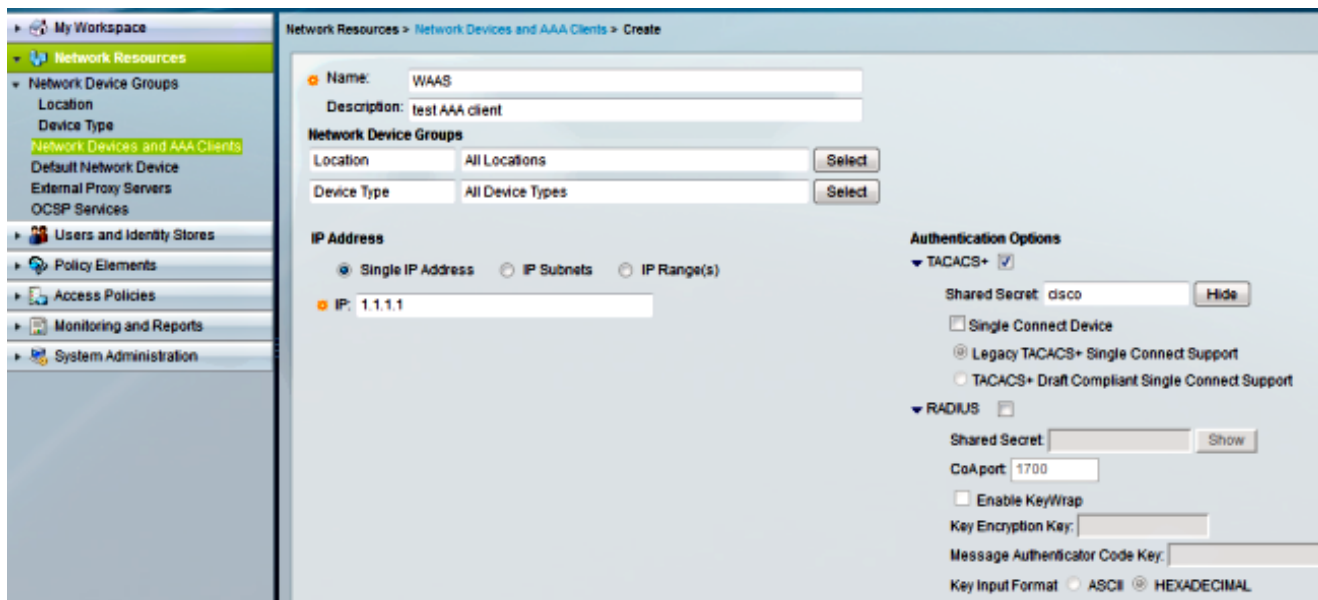 My Workspace
Network Resources
Network Device Groups
Location
Device Type
Network Devices and AAA Clients
Default Network Device
External Proxy Servers
OCSP Services
Users and Identity Stores
Policy Elements
Access Policies
Monitoring and Reports
System Administration
Network Resources > Network Devices and AAA Clients > Create
Name: WAAS
Description: test AAA client
Network Device Groups
Location All Locations Select
Device Type All Device Types Select
IP Address
Single IP Address IP Subnets IP Range(s)
IP: 1.1.1.1
Authentication Options
TACACS+
Shared Secret: cisco Hide
Single Connect Device
Legacy TACACS+ Single Connect Support
TACACS+ Draft Compliant Single Connect Support
RADIUS
Shared Secret: Show
CoA port: 1700
Enable KeyWrap
Key Encryption Key:
Message Authenticator Code Key:
Key Input Format ASCII HEXADECIMAL